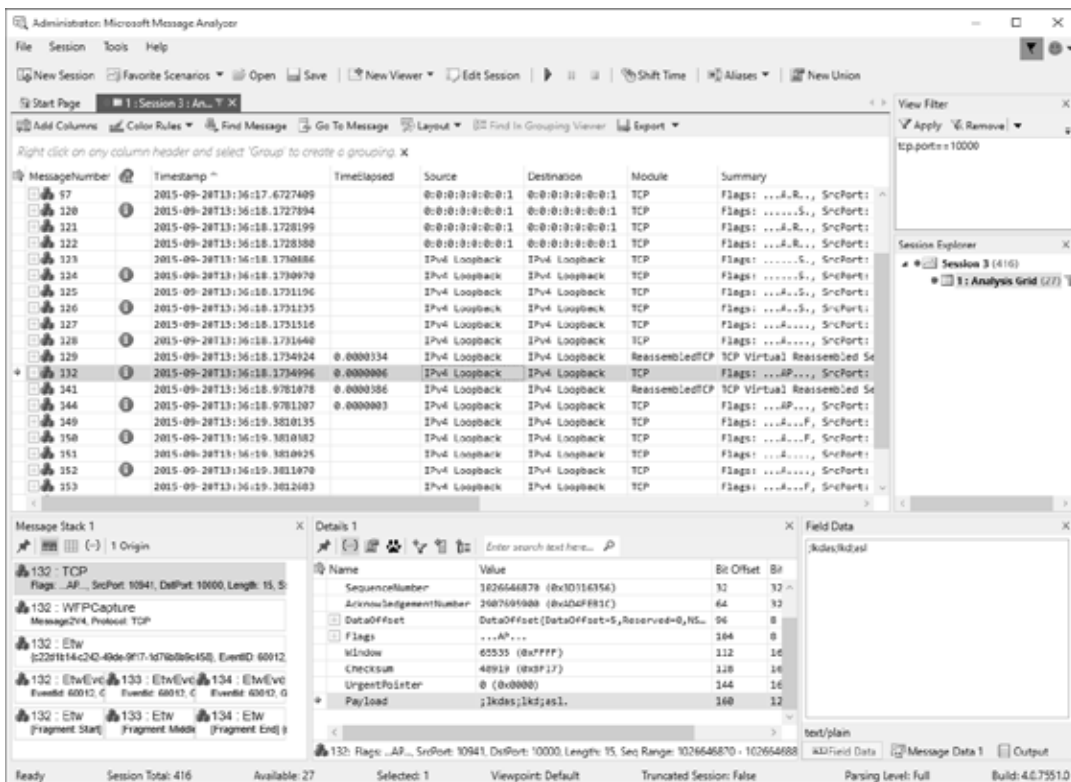 Administrator: Microsoft Message Analyzer
File Session Tools Help
New Session Favorite Scenarios Open Save New Viewer Edit Session Shift Time Aliases New Union
Start Page 1 : Session 3 : An...
Add Columns Color Rules Find Message Go To Message Layout Find In Grouping Viewer Export
Right click on any column header and select 'Group' to create a grouping.
MessageNumber Timestamp TimeElapsed Source Destination Module Summary
97 2015-09-20T13:36:17.6727409 0:0:0:0:0:0:0:1 0:0:0:0:0:0:0:1 TCP Flags: ...A.R.., SrcPort:
120 2015-09-20T13:36:18.1727894 0:0:0:0:0:0:0:1 0:0:0:0:0:0:0:1 TCP Flags: ......S., SrcPort:
121 2015-09-20T13:36:18.1728199 0:0:0:0:0:0:0:1 0:0:0:0:0:0:0:1 TCP Flags: ...A.R.., SrcPort:
122 2015-09-20T13:36:18.1728380 0:0:0:0:0:0:0:1 0:0:0:0:0:0:0:1 TCP Flags: ...A.R.., SrcPort:
123 2015-09-20T13:36:18.1730886 IPv4 Loopback IPv4 Loopback TCP Flags: ......S., SrcPort:
124 2015-09-20T13:36:18.1730970 IPv4 Loopback IPv4 Loopback TCP Flags: ......S., SrcPort:
125 2015-09-20T13:36:18.1731196 IPv4 Loopback IPv4 Loopback TCP Flags: ...A..S., SrcPort:
126 2015-09-20T13:36:18.1731235 IPv4 Loopback IPv4 Loopback TCP Flags: ...A..S., SrcPort:
127 2015-09-20T13:36:18.1731516 IPv4 Loopback IPv4 Loopback TCP Flags: ...A...., SrcPort:
128 2015-09-20T13:36:18.1731640 IPv4 Loopback IPv4 Loopback TCP Flags: ...A...., SrcPort:
129 2015-09-20T13:36:18.1734924 0.0000334 IPv4 Loopback IPv4 Loopback ReassembledTCP TCP Virtual Reassembled Se
132 2015-09-20T13:36:18.1734996 0.0000006 IPv4 Loopback IPv4 Loopback TCP Flags: ...AP..., SrcPort:
141 2015-09-20T13:36:18.9781078 0.0000386 IPv4 Loopback IPv4 Loopback ReassembledTCP TCP Virtual Reassembled Se
144 2015-09-20T13:36:18.9781207 0.0000003 IPv4 Loopback IPv4 Loopback TCP Flags: ...AP..., SrcPort:
149 2015-09-20T13:36:19.3810135 IPv4 Loopback IPv4 Loopback TCP Flags: ...A...F, SrcPort:
150 2015-09-20T13:36:19.3810382 IPv4 Loopback IPv4 Loopback TCP Flags: ...A...F, SrcPort:
151 2015-09-20T13:36:19.3810925 IPv4 Loopback IPv4 Loopback TCP Flags: ...A...., SrcPort:
152 2015-09-20T13:36:19.3811070 IPv4 Loopback IPv4 Loopback TCP Flags: ...A...., SrcPort:
153 2015-09-20T13:36:19.3812603 IPv4 Loopback IPv4 Loopback TCP Flags: ...A...F, SrcPort:
View Filter
Apply Remove
tcp.port==10000
Session Explorer
Session 3 (416)
1 : Analysis Grid (27)
Message Stack 1
1 Origin
132 : TCP
Flags: ...AP..., SrcPort: 10941, DstPort: 10000, Length: 15, S
132 : WFPCapture
Message2V4, Protocol: TCP
132 : Etw
EventID: 60012,
132 : EtwEve 133 : EtwEve 134 : EtwEve
EventId: 60012, G EventId: 60012, G EventId: 60012, G
132 : Etw 133 : Etw 134 : Etw
[Fragment Start] [Fragment Middle [Fragment End]
Details 1
Enter search text here...
Name Value Bit Offset Bit
SequenceNumber 1026646870 (0x3D316356) 32 32
AcknowledgementNumber 2907695900 (0xAD4FEB1C) 64 32
DataOffset DataOffset{DataOffset=5,Reserved=0,NS... 96 8
Flags ...AP... 104 8
Window 65535 (0xFFFF) 112 16
Checksum 48919 (0xBF17) 128 16
UrgentPointer 0 (0x0000) 144 16
Payload ;lkdas;lkd;asl. 160 12
132: Flags: ...AP..., SrcPort: 10941, DstPort: 10000, Length: 15, Seq Range: 1026646870 - 102664688
Field Data
;lkdas;lkd;asl
text/plain
Field Data Message Data 1 Output
Ready Session Total: 416 Available: 27 Selected: 1 Viewpoint: Default Truncated Session: False Parsing Level: Full Build: 4.0.7551.0